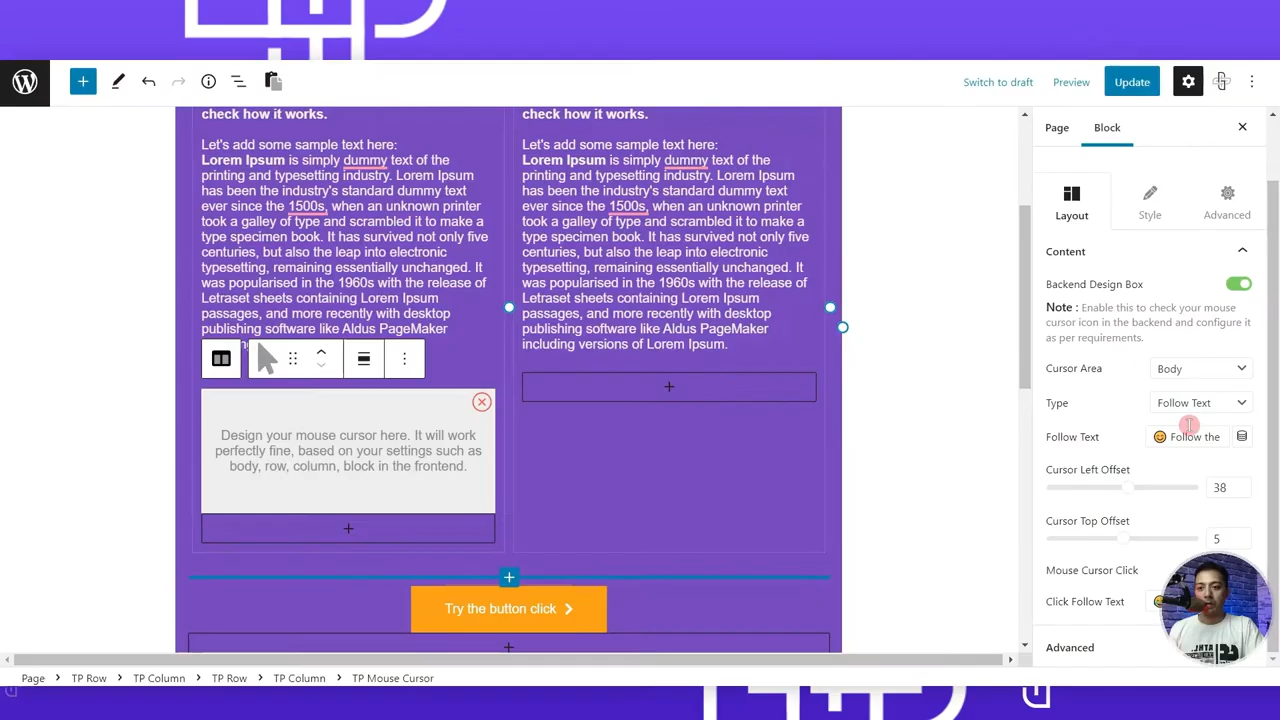 Switch to draft
Preview
Update
check how it works.
Let's add some sample text here:
Lorem Ipsum is simply dummy text of the
printing and typesetting industry. Lorem Ipsum
has been the industry's standard dummy text
ever since the 1500s, when an unknown printer
took a galley of type and scrambled it to make a
type specimen book. It has survived not only five
centuries, but also the leap into electronic
typesetting, remaining essentially unchanged. It
was popularised in the 1960s with the release of
Letraset sheets containing Lorem Ipsum
passages, and more recently with desktop
publishing software like Aldus PageMaker
Design your mouse cursor here. It will work
perfectly fine, based on your settings such as
body, row, column, block in the frontend.
check how it works.
Let's add some sample text here:
Lorem Ipsum is simply dummy text of the
printing and typesetting industry. Lorem Ipsum
has been the industry's standard dummy text
ever since the 1500s, when an unknown printer
took a galley of type and scrambled it to make a
type specimen book. It has survived not only five
centuries, but also the leap into electronic
typesetting, remaining essentially unchanged. It
was popularised in the 1960s with the release of
Letraset sheets containing Lorem Ipsum
passages, and more recently with desktop
publishing software like Aldus PageMaker
including versions of Lorem Ipsum.
Try the button click
Page
Block
Layout
Style
Advanced
Content
Backend Design Box
Note : Enable this to check your mouse
cursor icon in the backend and configure it
as per requirements.
Cursor Area
Body
Type
Follow Text
Follow Text
Follow the
Cursor Left Offset
38
Cursor Top Offset
5
Mouse Cursor Click
Click Follow Text
Advanced
Page > TP Row > TP Column > TP Row > TP Column > TP Mouse Cursor